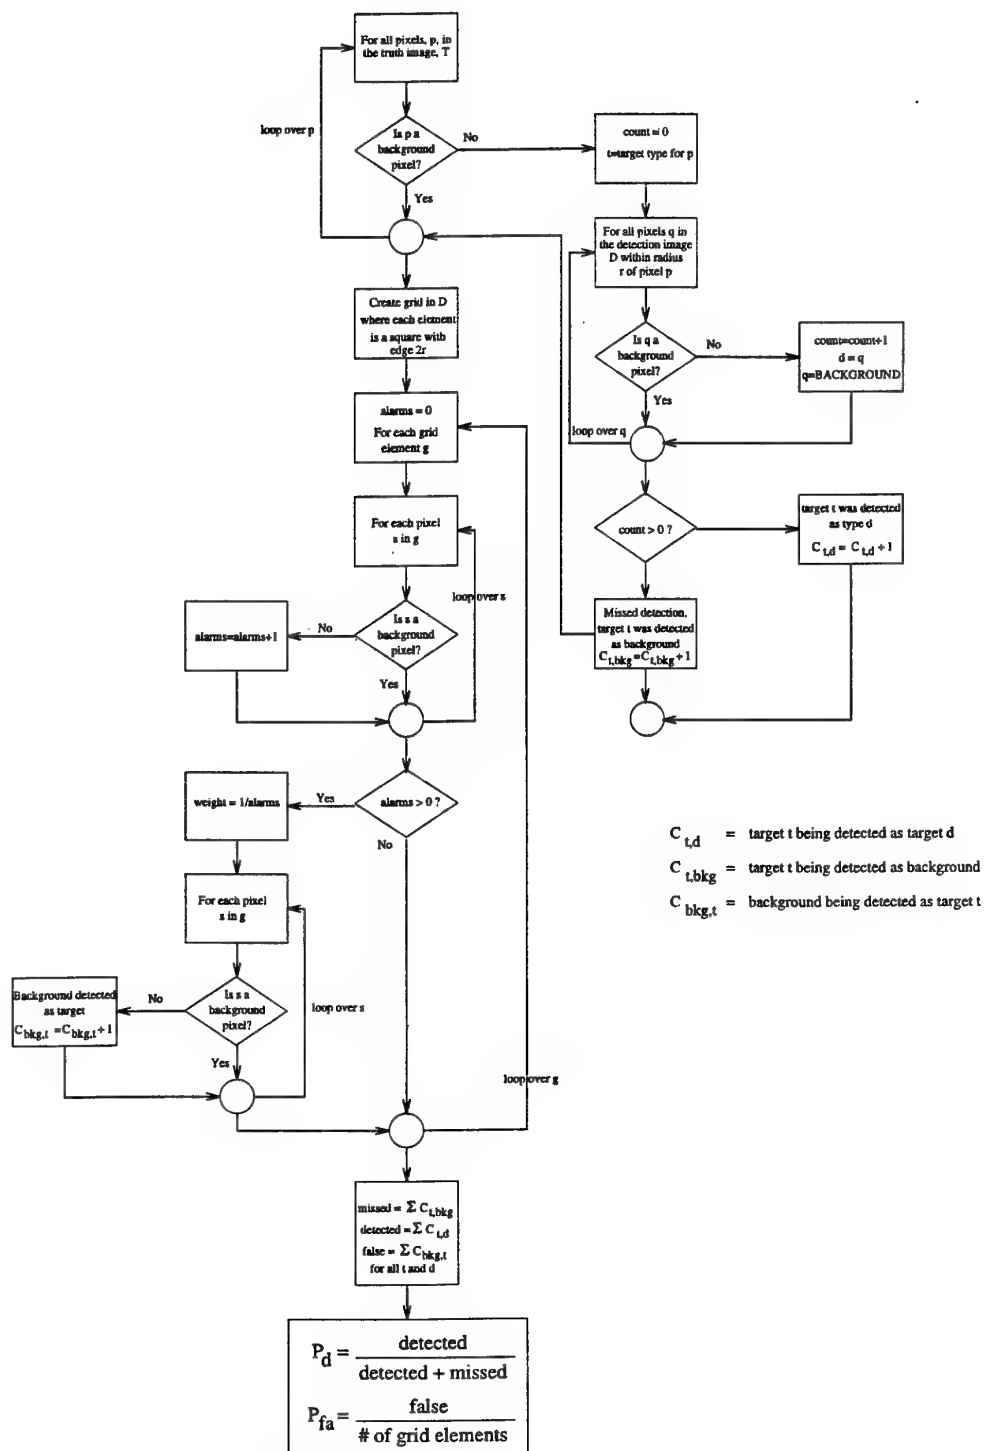 For all pixels, p, in
the truth image, T
loop over p
Is p a
background
pixel?
No
Yes
count = 0
t=target type for p
For all pixels q in
the detection image
D within radius
r of pixel p
Create grid in D
where each element
is a square with
edge 2r
Is q a
background
pixel?
No
Yes
count=count+1
d = q
q=BACKGROUND
loop over q
alarms = 0
For each grid
element g
count > 0 ?
target t was detected
as type d
C t,d = C t,d + 1
For each pixel
s in g
loop over s
Missed detection,
target t was detected
as background
C t,bkg = C t,bkg + 1
Is s a
background
pixel?
No
Yes
alarms=alarms+1
alarms > 0 ?
Yes
No
weight = 1/alarms
C t,d = target t being detected as target d
C t,bkg = target t being detected as background
C bkg,t = background being detected as target t
For each pixel
s in g
loop over s
Is s a
background
pixel?
No
Yes
Background detected
as target
C bkg,t = C bkg,t + 1
loop over g
missed = Σ C t,bkg
detected = Σ C t,d
false = Σ C bkg,t
for all t and d
P d = detected
detected + missed
P fa = false
# of grid elements